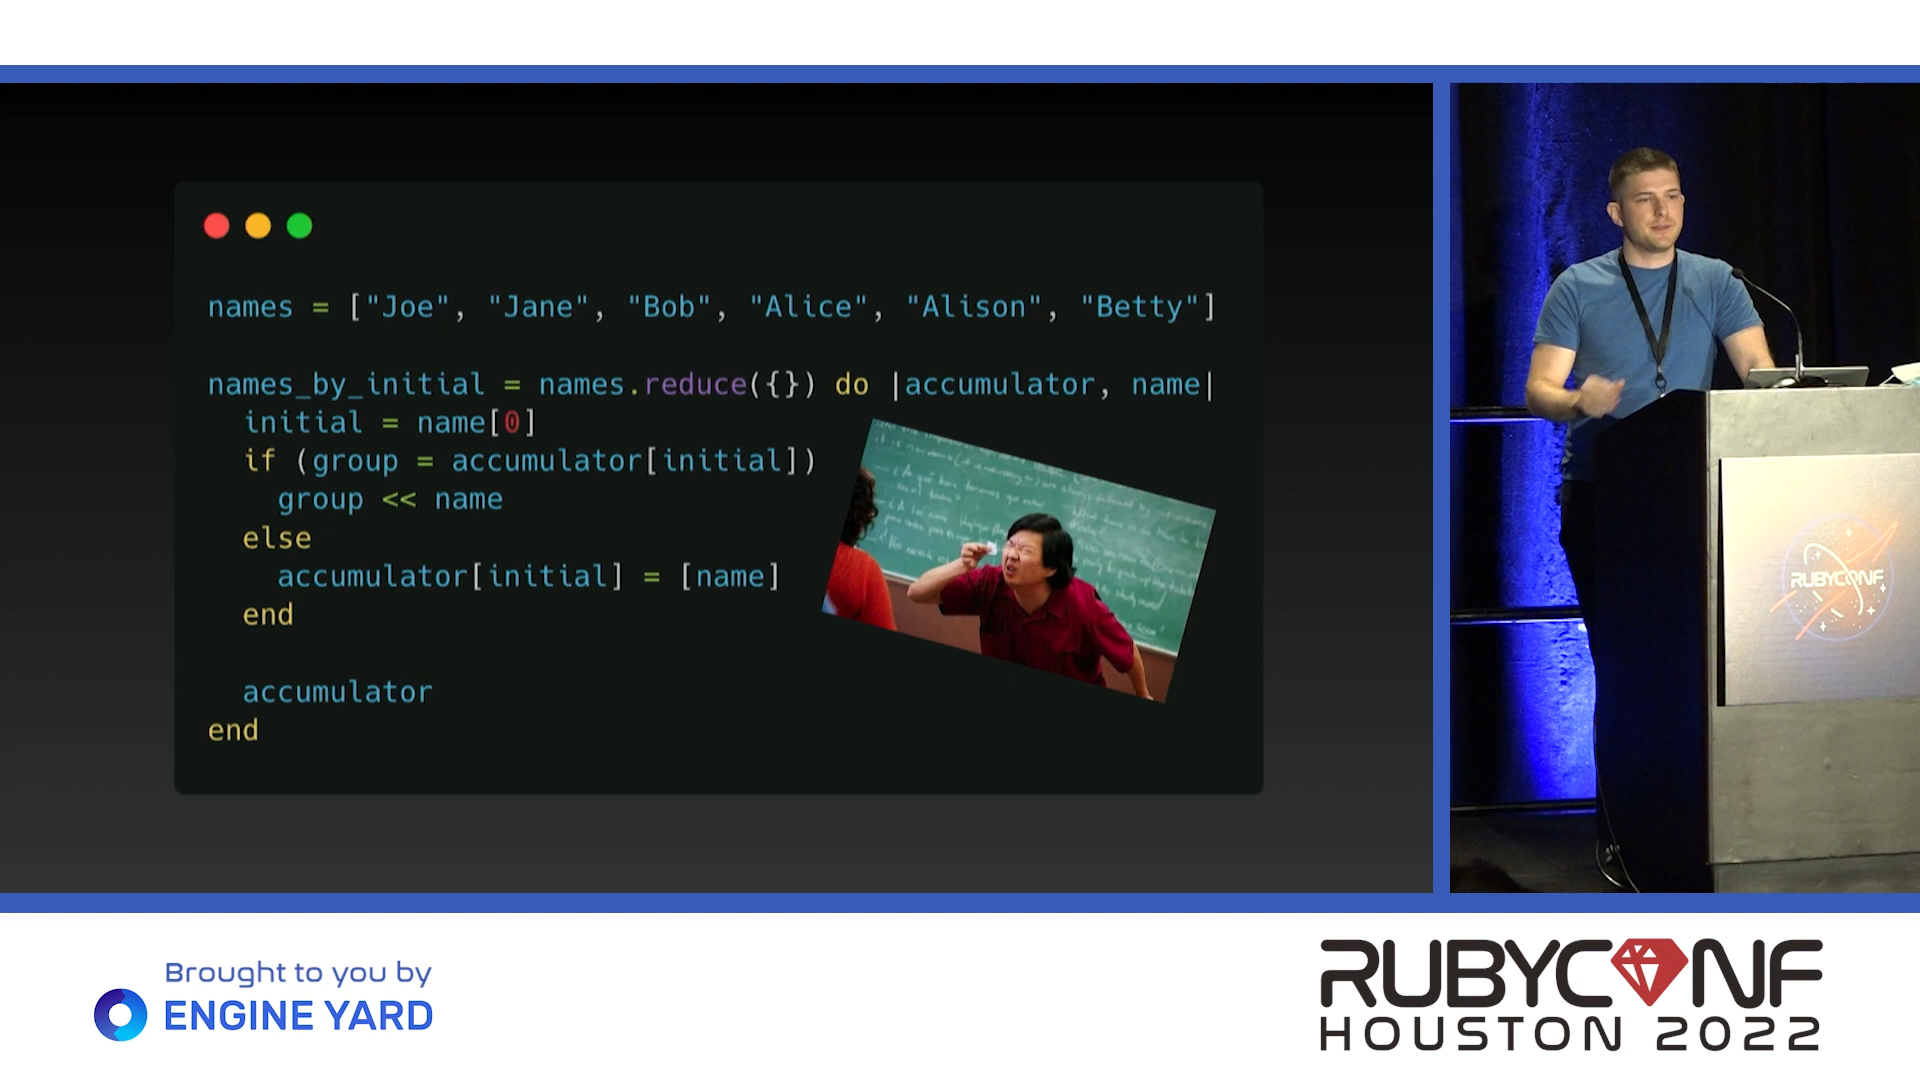 names = ["Joe", "Jane", "Bob", "Alice", "Alison", "Betty"]
names_by_initial = names.reduce({}) do |accumulator, name|
initial = name[0]
if (group = accumulator[initial])
group << name
else
accumulator[initial] = [name]
end
accumulator
end
RUBYCONF
Brought to you by
ENGINE YARD
RUBYCONF
HOUSTON 2022